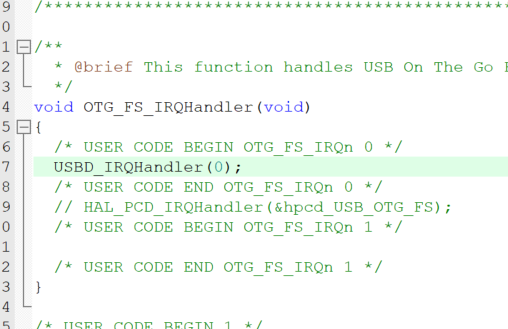 9 /****************************************************
0
1 /**
2 * @brief This function handles USB On The Go
3 */
4 void OTG_FS_IRQHandler(void)
5 {
6 /* USER CODE BEGIN OTG_FS_IRQn 0 */
7 USBD_IRQHandler(0);
8 /* USER CODE END OTG_FS_IRQn 0 */
9 // HAL_PCD_IRQHandler(&hpcd_USB_OTG_FS);
0 /* USER CODE BEGIN OTG_FS_IRQn 1 */
1
2 /* USER CODE END OTG_FS_IRQn 1 */
3 }
4
5 /* USER CODE BEGIN 1 */